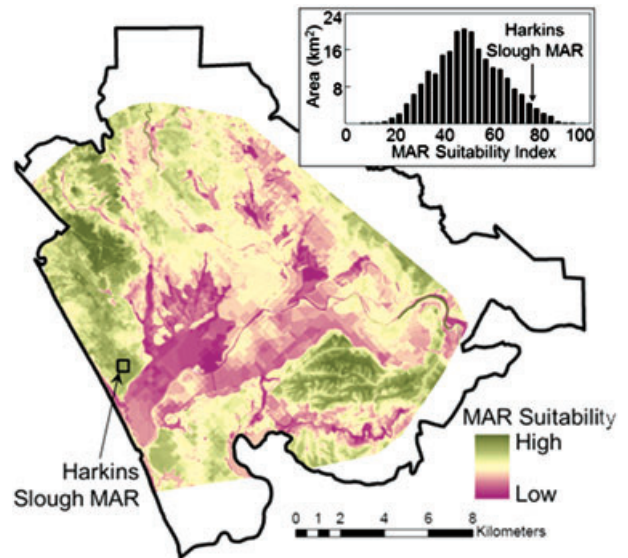 24
16
8
Area (km²)
Harkins
Slough MAR
0 20 40 60 80 100
MAR Suitability Index
Harkins
Slough MAR
MAR Suitability
High
Low
0 1 2 4 6 8
Kilometers